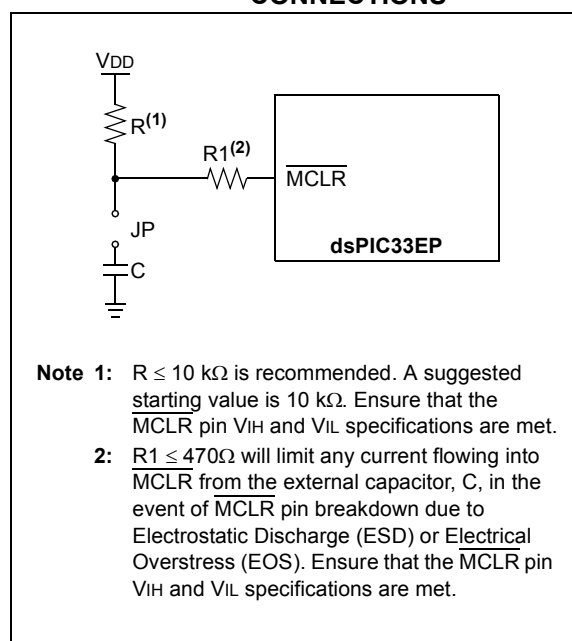 CONNECTIONS
VDD
R(1)
R1(2)
MCLR
JP
dsPIC33EP
C
Note 1: R ≤ 10 kΩ is recommended. A suggested
starting value is 10 kΩ. Ensure that the
MCLR pin VIH and VIL specifications are met.
2: R1 ≤ 470Ω will limit any current flowing into
MCLR from the external capacitor, C, in the
event of MCLR pin breakdown due to
Electrostatic Discharge (ESD) or Electrical
Overstress (EOS). Ensure that the MCLR pin
VIH and VIL specifications are met.